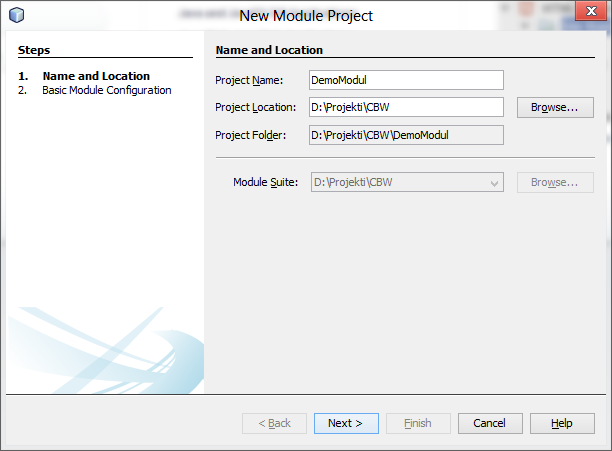 New Module Project
Steps
1. Name and Location
2. Basic Module Configuration
Name and Location
Project Name: DemoModul
Project Location: D:\Projekti\CBW Browse...
Project Folder: D:\Projekti\CBW\DemoModul
Module Suite: D:\Projekti\CBW Browse...
< Back Next > Finish Cancel Help